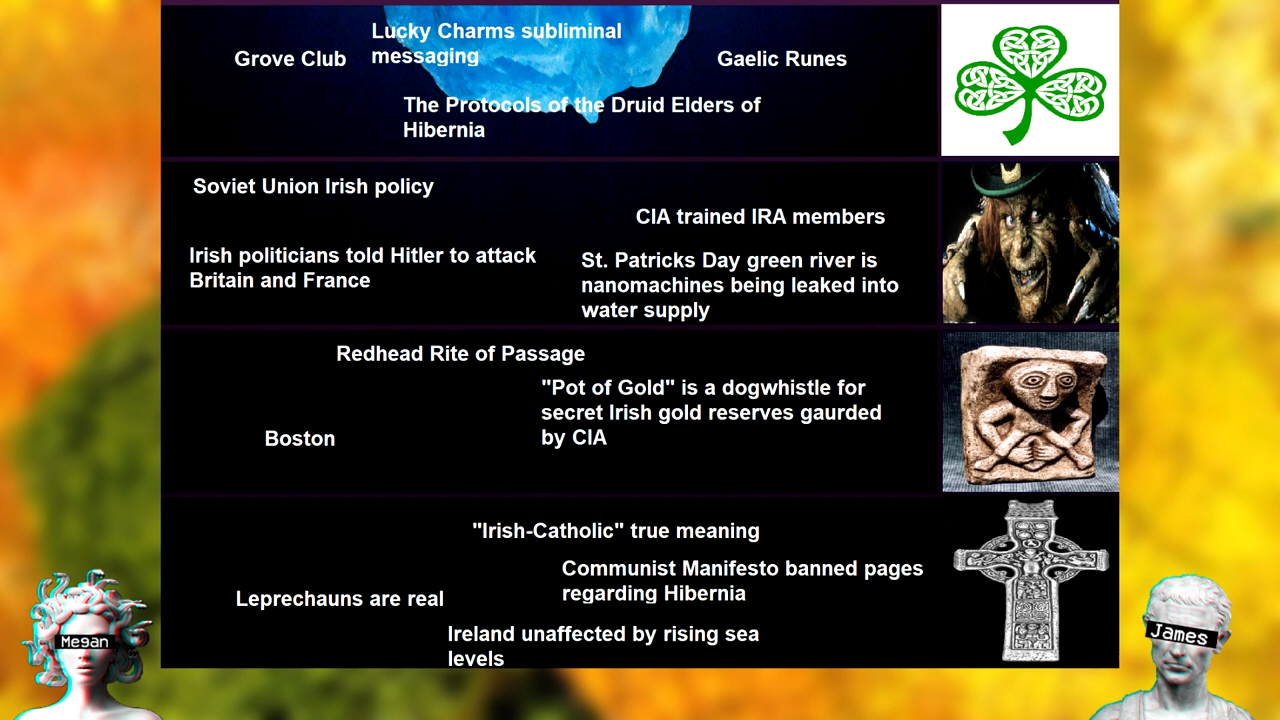 Lucky Charms subliminal
messaging
Grove Club
Gaelic Runes
The Protocols of the Druid Elders of
Hibernia
Soviet Union Irish policy
CIA trained IRA members
Irish politicians told Hitler to attack
Britain and France
St. Patricks Day green river is
nanomachines being leaked into
water supply
Redhead Rite of Passage
"Pot of Gold" is a dogwhistle for
secret Irish gold reserves gaurded
by CIA
Boston
"Irish-Catholic" true meaning
Communist Manifesto banned pages
regarding Hibernia
Leprechauns are real
Ireland unaffected by rising sea
levels
Megan
James